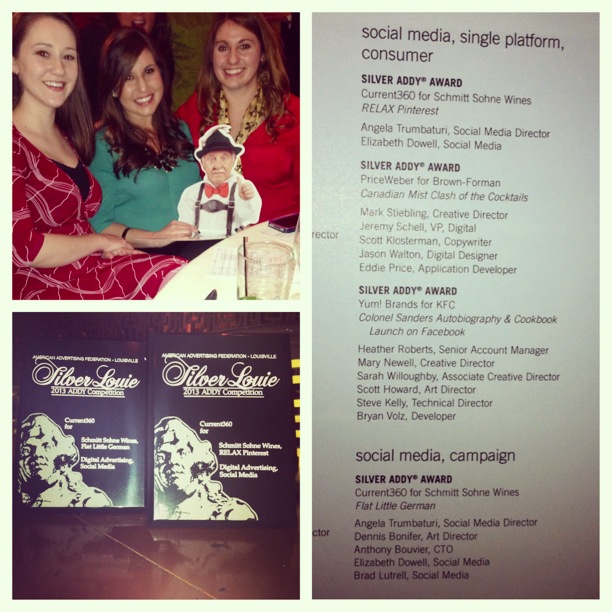 AMERICAN ADVERTISING FEDERATION - LOUISVILLE
Silver Louie
2013 ADDY Competition
Current360
for
Schmitt Sohne Wines,
Flat Little German
Digital Advertising,
Social Media
AMERICAN ADVERTISING FEDERATION - LOUISVILLE
Silver Louie
2013 ADDY Competition
Current360
for
Schmitt Sohne Wines,
RELAX Pinterest
Digital Advertising,
Social Media
rector
ctor
social media, single platform,
consumer
SILVER ADDY® AWARD
Current360 for Schmitt Sohne Wines
RELAX Pinterest
Angela Trumbaturi, Social Media Director
Elizabeth Dowell, Social Media
SILVER ADDY® AWARD
PriceWeber for Brown-Forman
Canadian Mist Clash of the Cocktails
Mark Stiebling, Creative Director
Jeremy Schell, VP, Digital
Scott Klosterman, Copywriter
Jason Walton, Digital Designer
Eddie Price, Application Developer
SILVER ADDY® AWARD
Yum! Brands for KFC
Colonel Sanders Autobiography & Cookbook
Launch on Facebook
Heather Roberts, Senior Account Manager
Mary Newell, Creative Director
Sarah Willoughby, Associate Creative Director
Scott Howard, Art Director
Steve Kelly, Technical Director
Bryan Volz, Developer
social media, campaign
SILVER ADDY® AWARD
Current360 for Schmitt Sohne Wines
Flat Little German
Angela Trumbaturi, Social Media Director
Dennis Bonifer, Art Director
Anthony Bouvier, CTO
Elizabeth Dowell, Social Media
Brad Lutrell, Social Media